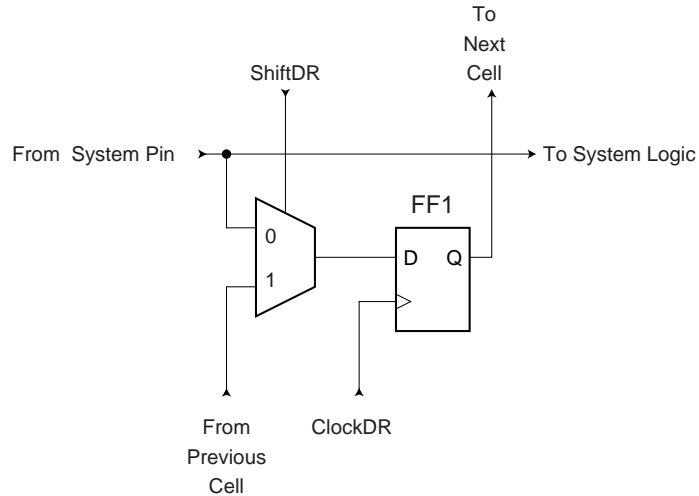 To
Next
Cell
ShiftDR
From System Pin
To System Logic
FF1
0
D Q
1
From
Previous
Cell
ClockDR